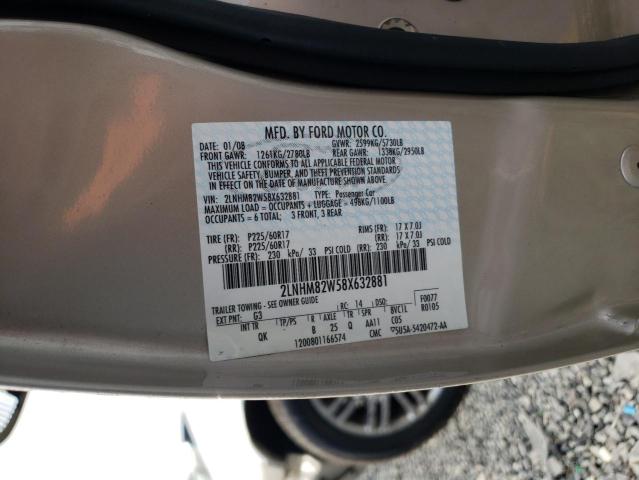 MFD. BY FORD MOTOR CO.
DATE: 01/08 GVWR: 2599KG/5730LB
FRONT GAWR: 1261KG/2780LB REAR GAWR: 1338KG/2950LB
THIS VEHICLE CONFORMS TO ALL APPLICABLE FEDERAL MOTOR
VEHICLE SAFETY, BUMPER, AND THEFT PREVENTION STANDARDS
IN EFFECT ON THE DATE OF MANUFACTURE SHOWN ABOVE.
VEHICLE IDENT NO: 2LNHM82W58X632881 TYPE: Passenger Car
MAXIMUM LOAD = OCCUPANTS + LUGGAGE = 498KG/1100LB
OCCUPANTS = 6 TOTAL; 3 FRONT, 3 REAR
TIRE (FR): P225/60R17 RIMS (FR): 17 X 7.0J
(RR): P225/60R17 (RR): 17 X 7.0J
PRESSURE (FR): 230 kPa/ 33 PSI COLD (RR): 230 kPa/ 33 PSI COLD
2LNHM82W58X632881
TRAILER TOWING - SEE OWNER GUIDE F0077
EXT PNT: G3 RC: 14 DSO: R0105
INT TR TP/PS R AXLE TR SPR BVC1L
QK B 25 Q AA11 C05
1200801166574 CMC 5U5A-5420472-AA